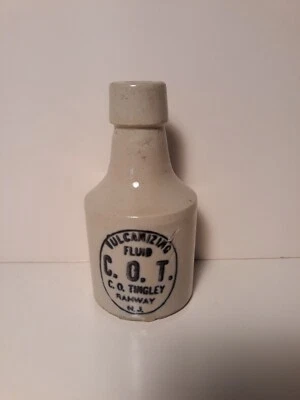 VULCANIZING
FLUID
C. O. T.
C. O. TINGLEY
RAHWAY
N.J.